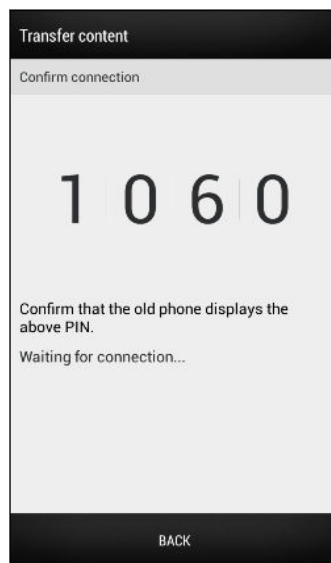 Transfer content
Confirm connection
1 0 6 0
Confirm that the old phone displays the
above PIN.
Waiting for connection...
BACK